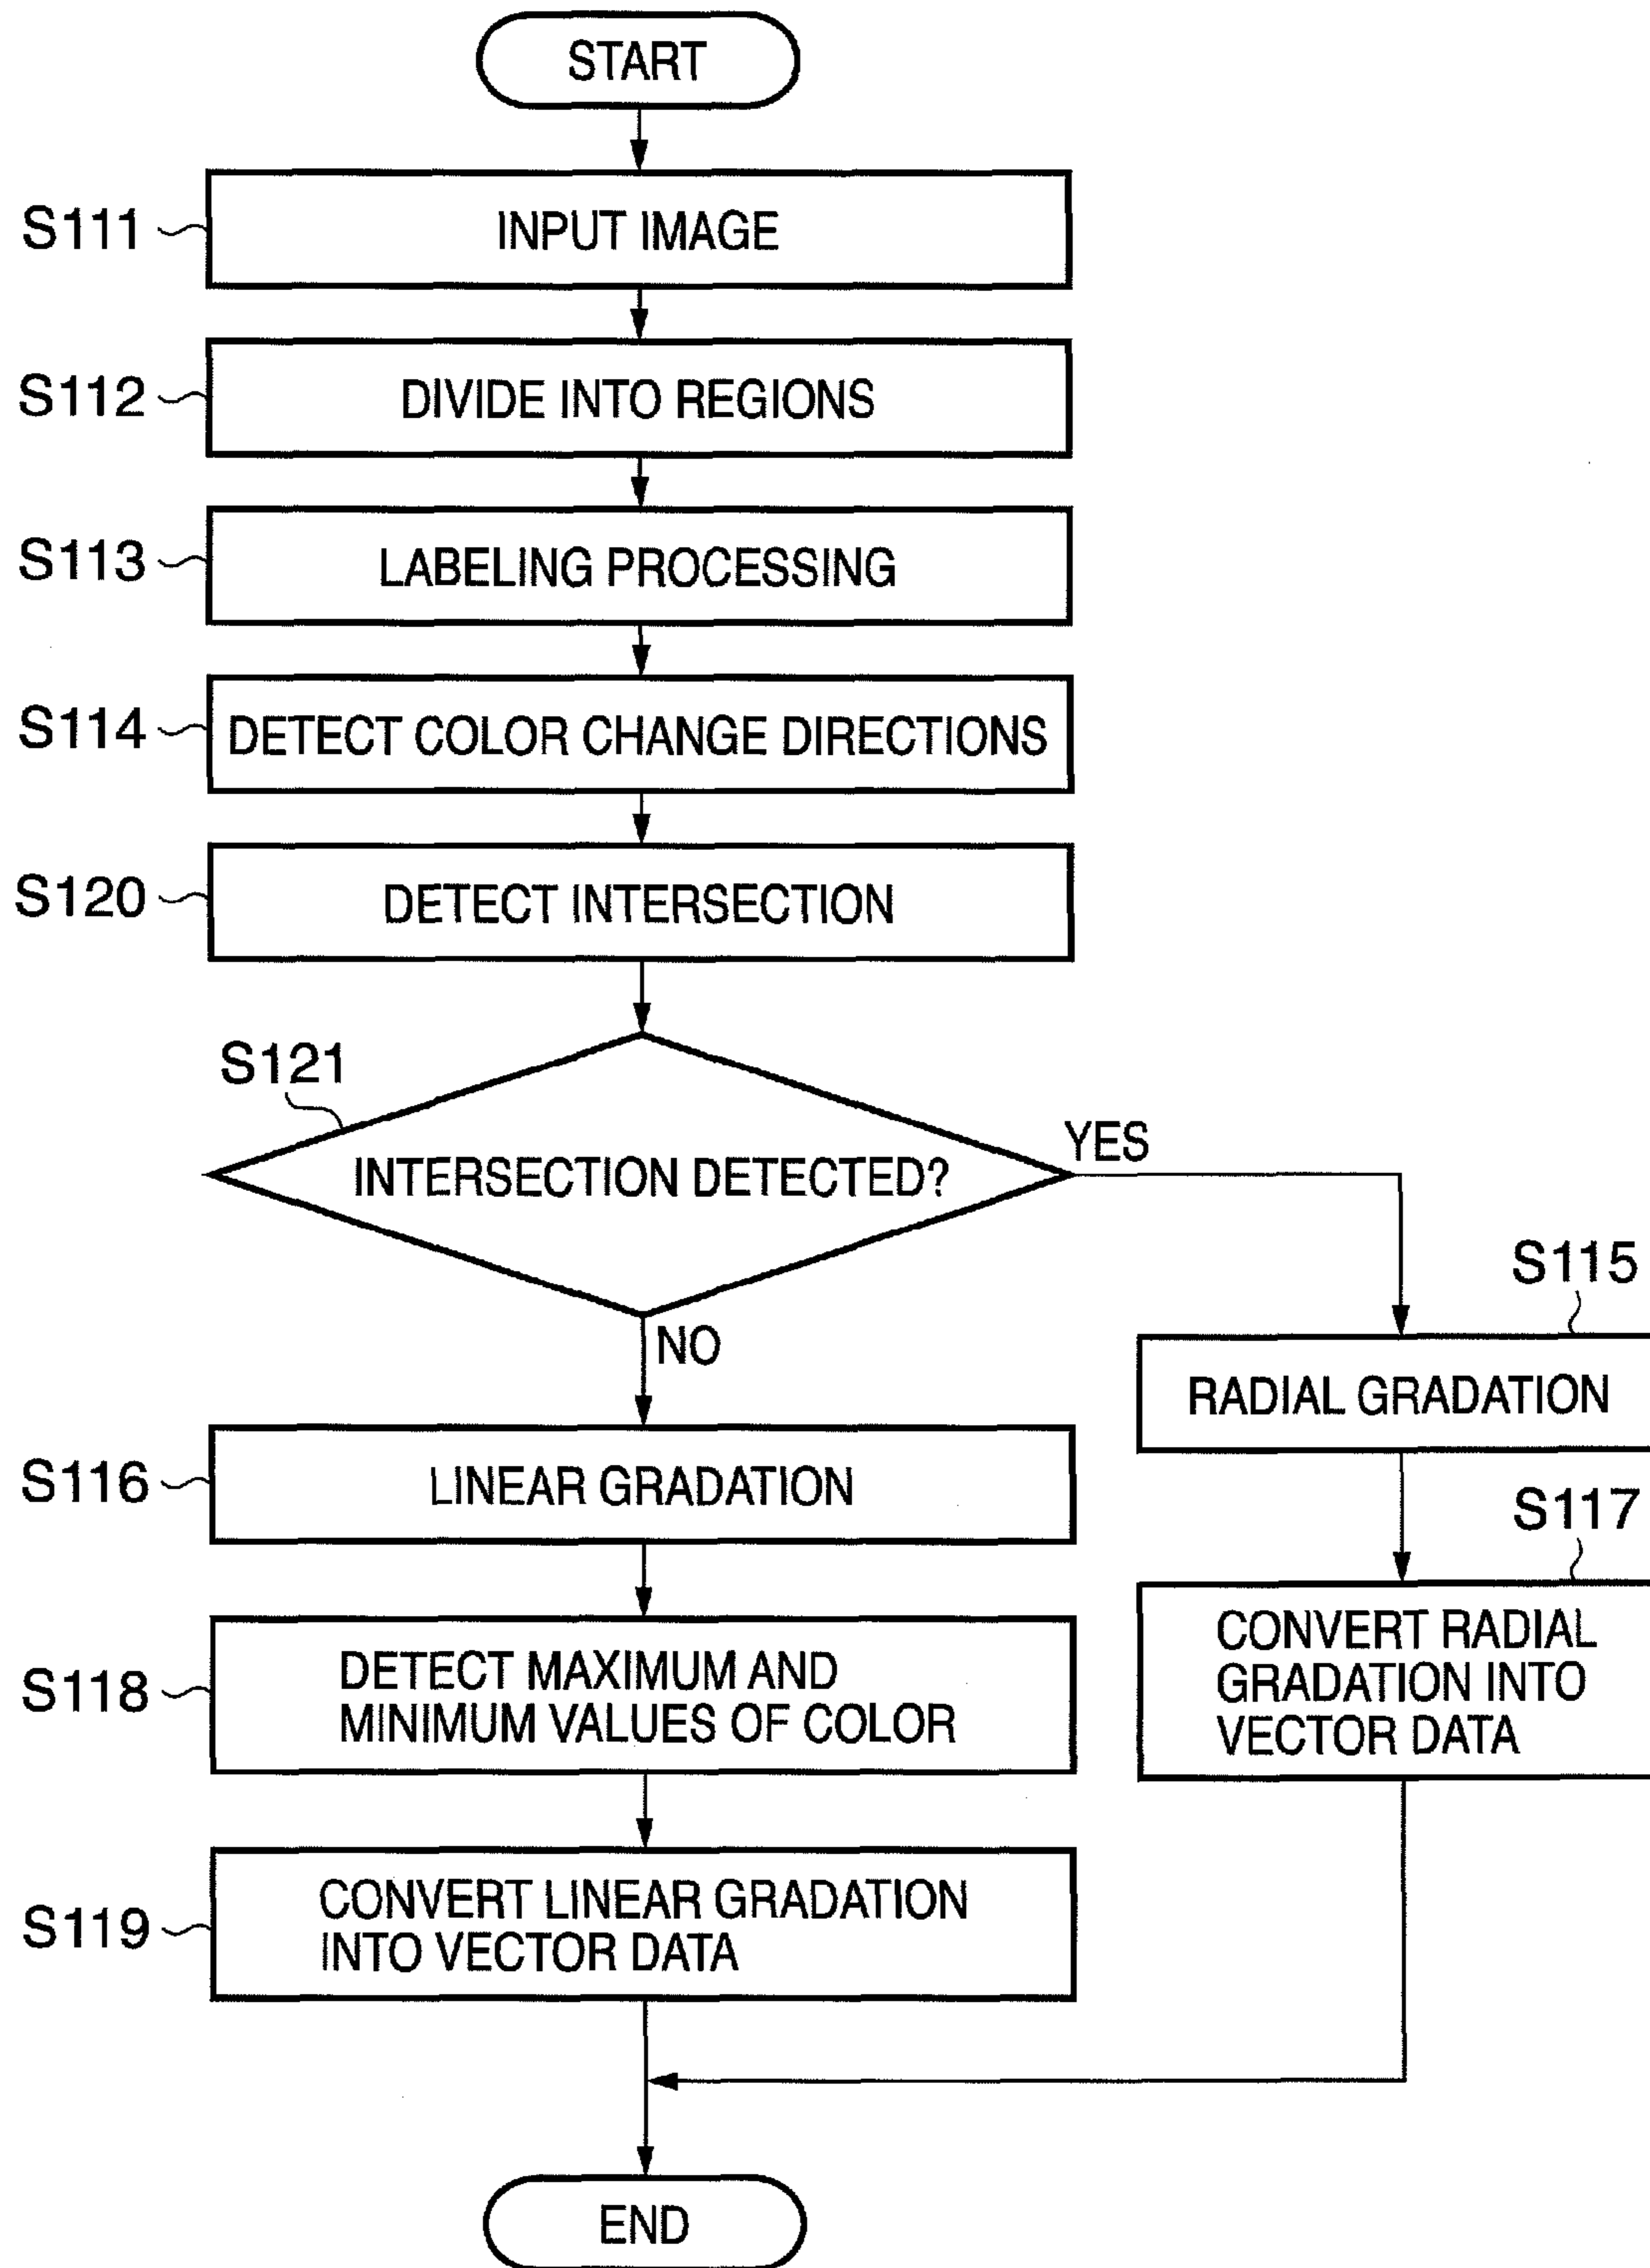 START
S111
INPUT IMAGE
S112
DIVIDE INTO REGIONS
S113
LABELING PROCESSING
S114
DETECT COLOR CHANGE DIRECTIONS
S120
DETECT INTERSECTION
S121
INTERSECTION DETECTED?
YES
NO
S115
RADIAL GRADATION
S116
LINEAR GRADATION
S117
CONVERT RADIAL
GRADATION INTO
VECTOR DATA
S118
DETECT MAXIMUM AND
MINIMUM VALUES OF COLOR
S119
CONVERT LINEAR GRADATION
INTO VECTOR DATA
END